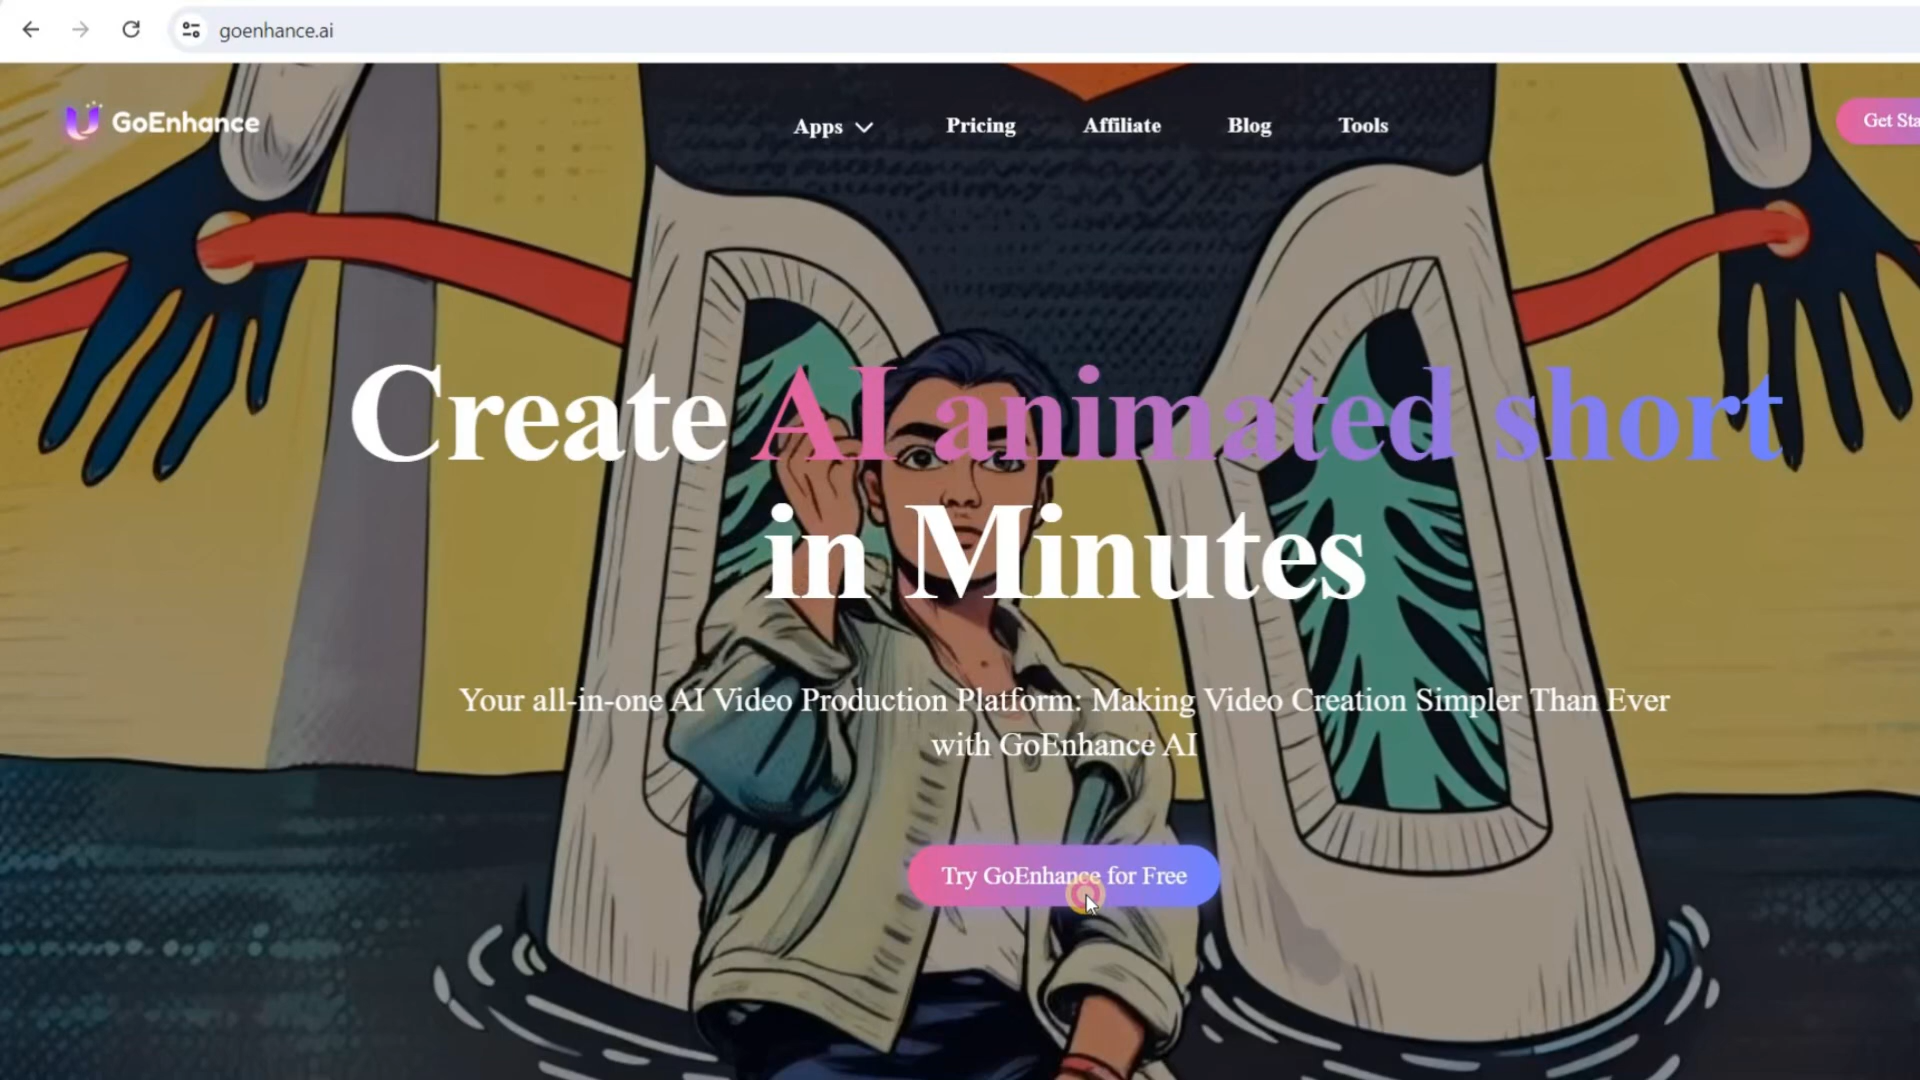 goenhance.ai
GoEnhance
Apps Pricing Affiliate Blog Tools
Get Sta
Create AI animated short
in Minutes
Your all-in-one AI Video Production Platform: Making Video Creation Simpler Than Ever
with GoEnhance AI
Try GoEnhance for Free